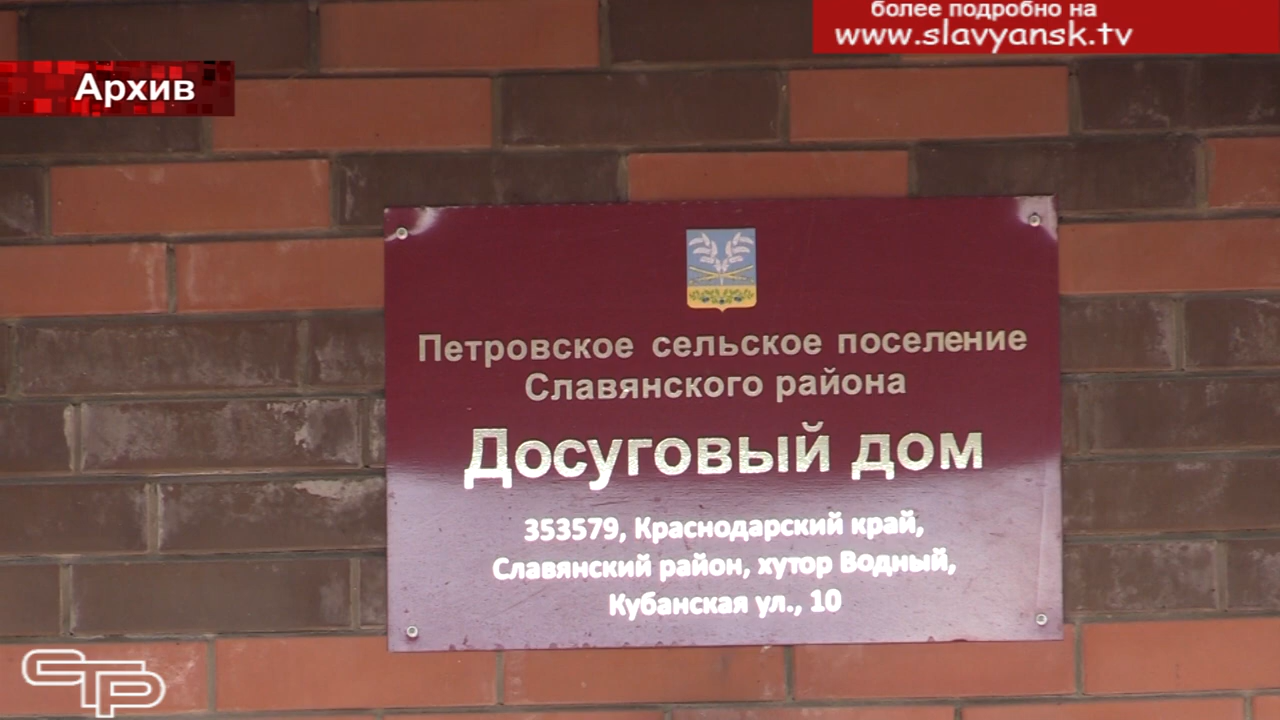 более подробно на
www.slavyansk.tv
Архив
Петровское сельское поселение
Славянского района
Досуговый дом
353579, Краснодарский край,
Славянский район, хутор Водный,
Кубанская ул., 10
СТР